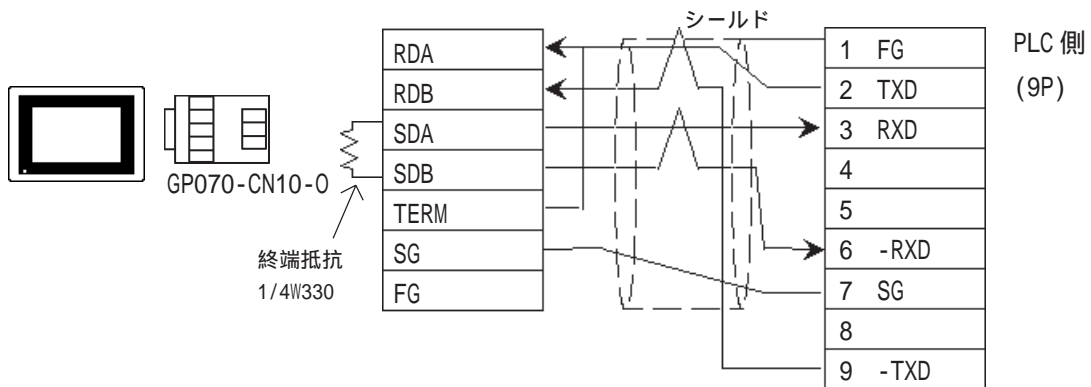 シールド
RDA
RDB
SDA
SDB
TERM
SG
FG
GP070-CN10-O
終端抵抗
1/4W330
1 FG
2 TXD
3 RXD
4
5
6 -RXD
7 SG
8
9 -TXD
PLC 側
(9P)